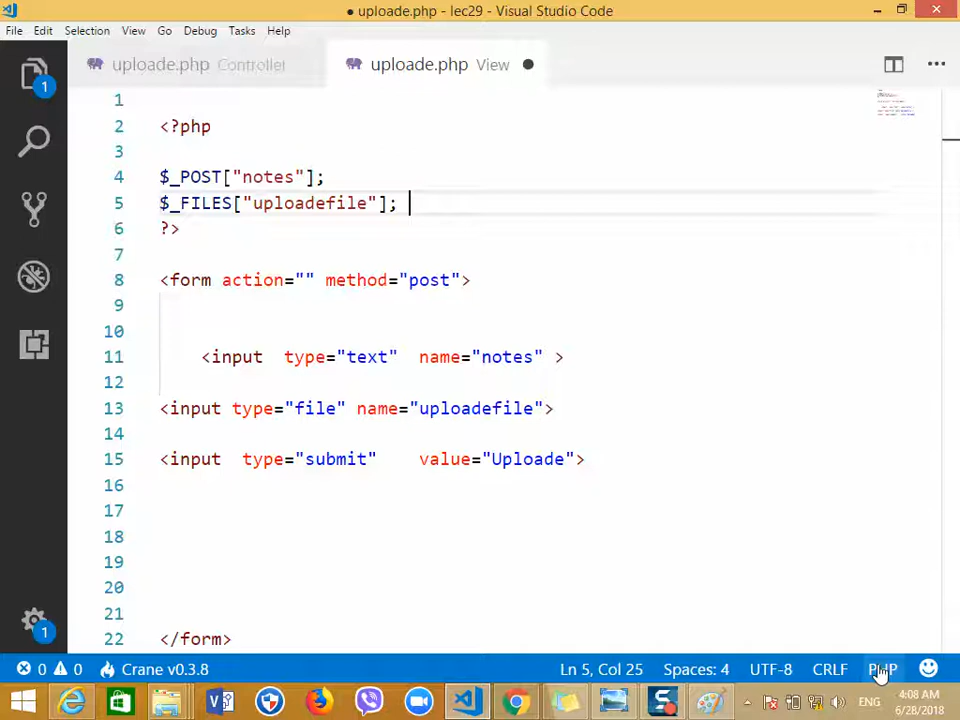 ● uploade.php - lec29 - Visual Studio Code
File Edit Selection View Go Debug Tasks Help
uploade.php Controller uploade.php View
1
2 <?php
3
4 $_POST["notes"];
5 $_FILES["uploadefile"];
6 ?>
7
8 <form action="" method="post">
9
10
11 <input type="text" name="notes" >
12
13 <input type="file" name="uploadefile">
14
15 <input type="submit" value="Uploade">
16
17
18
19
20
21
22 </form>
1
1
0 0 Crane v0.3.8 Ln 5, Col 25 Spaces: 4 UTF-8 CRLF PHP
ENG 4:08 AM
6/28/2018